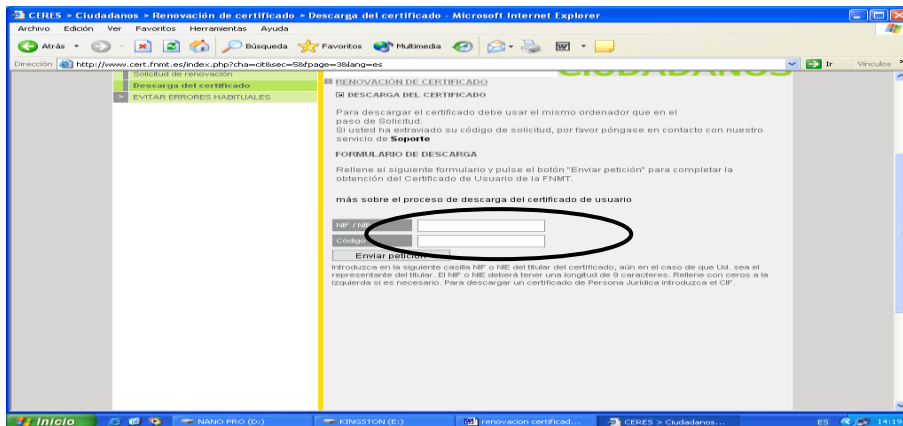 CERES > Ciudadanos > Renovación de certificado > Descarga del certificado - Microsoft Internet Explorer
Archivo Edición Ver Favoritos Herramientas Ayuda
Atrás Búsqueda Favoritos Multimedia
Dirección http://www.cert.fnmt.es/index.php?cha=cit&sec=5&fpage=3&lang=es Ir Vínculos »
CIUDADANOS
Solicitud de renovación
Descarga del certificado
> EVITAR ERRORES HABITUALES
RENOVACIÓN DE CERTIFICADO
DESCARGA DEL CERTIFICADO
Para descargar el certificado debe usar el mismo ordenador que en el
paso de Solicitud.
Si usted ha extraviado su código de solicitud, por favor póngase en contacto con nuestro
servicio de Soporte
FORMULARIO DE DESCARGA
Rellene el siguiente formulario y pulse el botón "Enviar petición" para completar la
obtención del Certificado de Usuario de la FNMT.
más sobre el proceso de descarga del certificado de usuario
NIF / NIE
Código
Enviar petición
Introduzca en la siguiente casilla NIF o NIE del titular del certificado, aún en el caso de que Ud. sea el
representante del titular. El NIF o NIE deberá tener una longitud de 9 caracteres. Rellene con ceros a la
izquierda si es necesario. Para descargar un certificado de Persona Jurídica introduzca el CIF.
Inicio NANO PRO (D:) KINGSTON (E:) renovacion certificad... CERES > Ciudadanos... ES 14:19